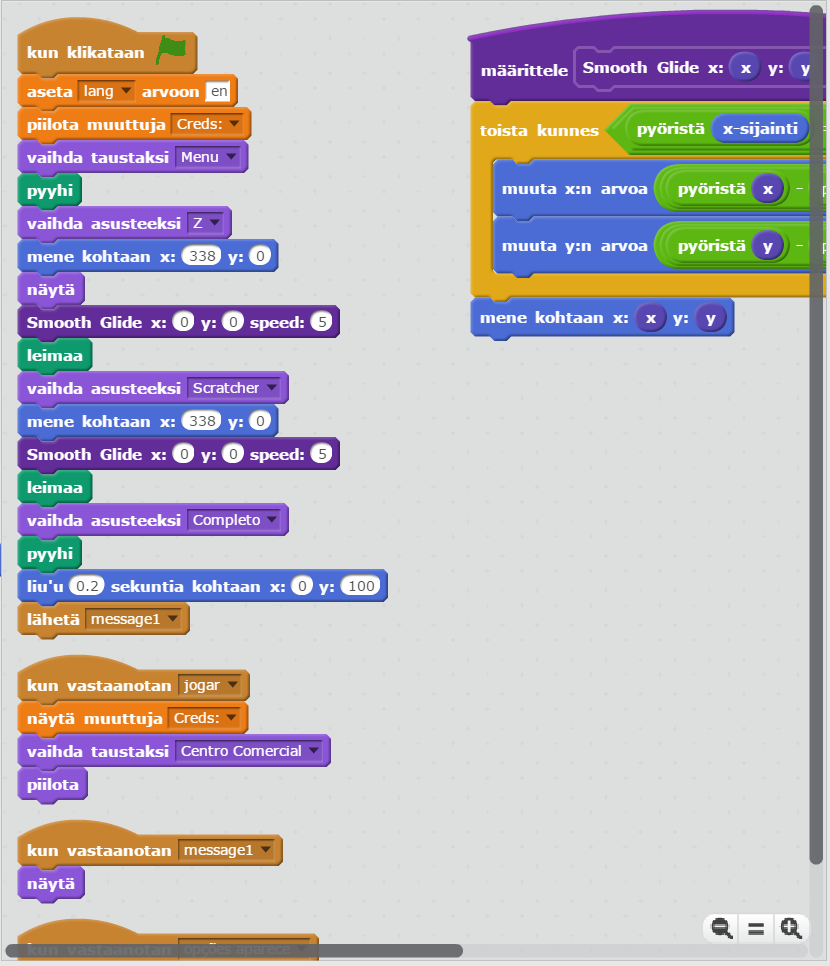 kun klikataan
aseta lang arvoon en
piilota muuttuja Creds:
vaihda taustaksi Menu
pyyhi
vaihda asusteeksi Z
mene kohtaan x: 338 y: 0
näytä
Smooth Glide x: 0 y: 0 speed: 5
leimaa
vaihda asusteeksi Scratcher
mene kohtaan x: 338 y: 0
Smooth Glide x: 0 y: 0 speed: 5
leimaa
vaihda asusteeksi Completo
pyyhi
liu'u 0.2 sekuntia kohtaan x: 0 y: 100
lähetä message1
kun vastaanotan jogar
näytä muuttuja Creds:
vaihda taustaksi Centro Comercial
piilota
kun vastaanotan message1
näytä
kun vastaanotan opções aparece
määrittele Smooth Glide x: x y: y
toista kunnes pyöristä x-sijainti
muuta x:n arvoa pyöristä x -
muuta y:n arvoa pyöristä y -
mene kohtaan x: x y: y